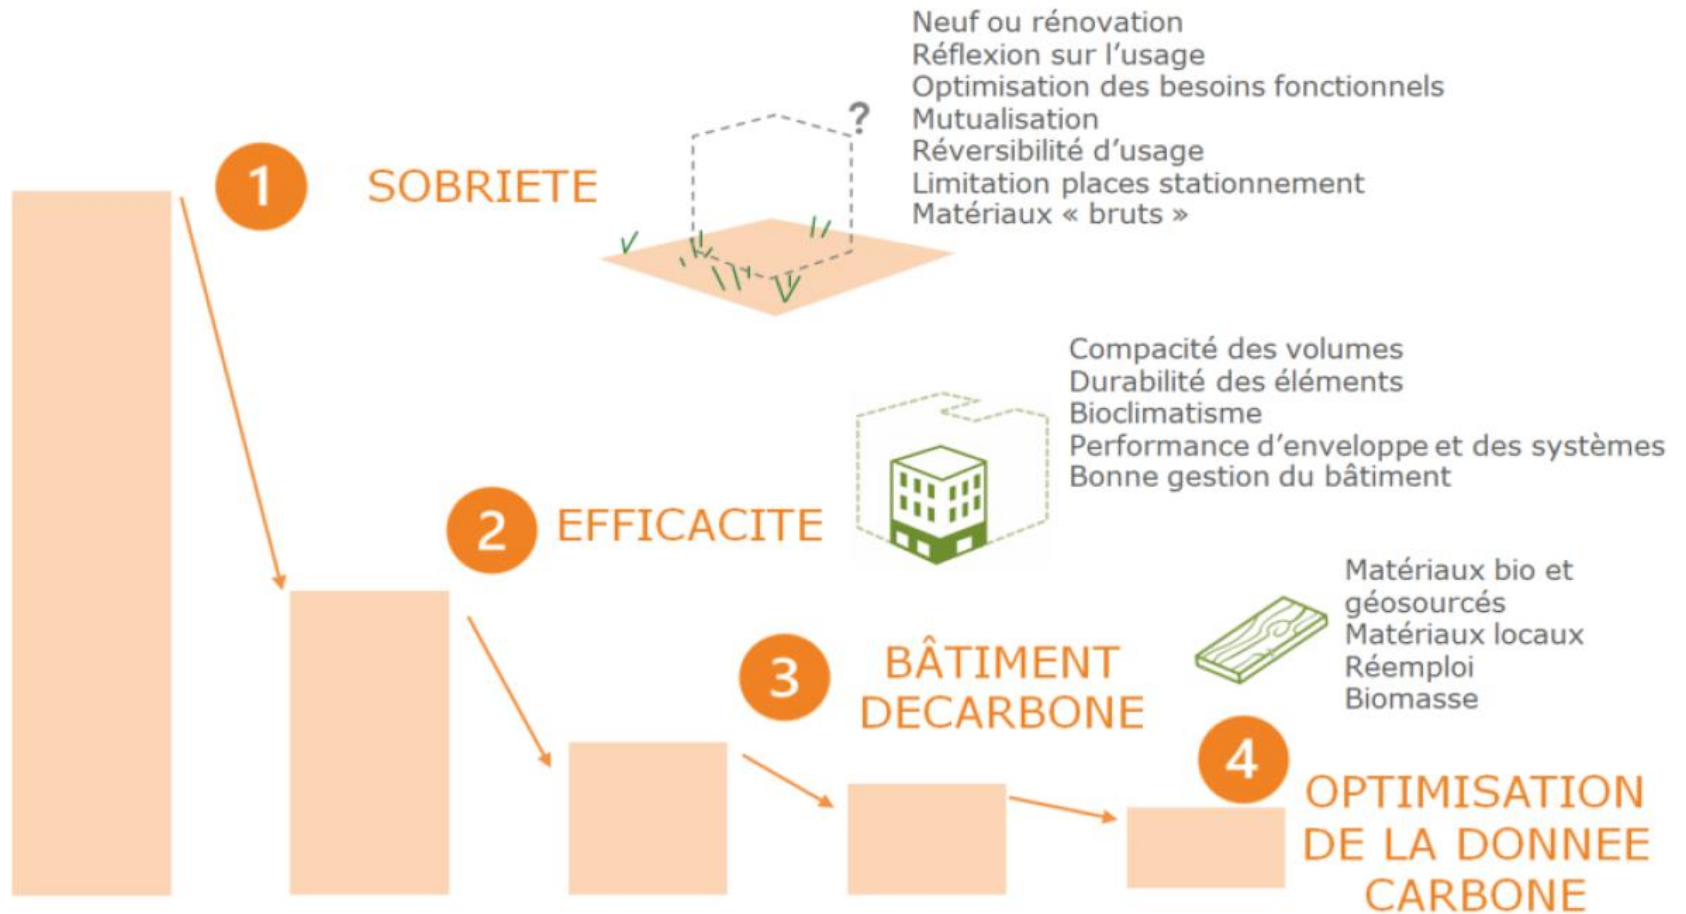 Neuf ou rénovation
Réflexion sur l'usage
Optimisation des besoins fonctionnels
Mutualisation
Réversibilité d'usage
Limitation places stationnement
Matériaux « bruts »
?
1
SOBRIETE
Compacité des volumes
Durabilité des éléments
Bioclimatisme
Performance d'enveloppe et des systèmes
Bonne gestion du bâtiment
2
EFFICACITE
Matériaux bio et
géosourcés
Matériaux locaux
Réemploi
Biomasse
3
BÂTIMENT
DECARBONE
4
OPTIMISATION
DE LA DONNEE
CARBONE